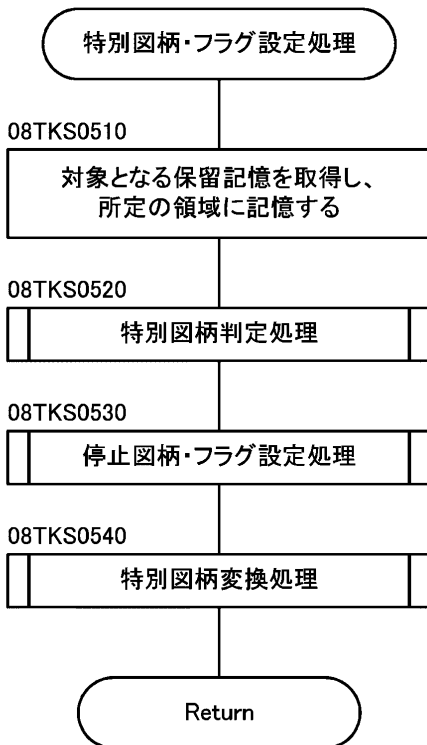 特別図柄・フラグ設定処理
08TKS0510
対象となる保留記憶を取得し、
所定の領域に記憶する
08TKS0520
特別図柄判定処理
08TKS0530
停止図柄・フラグ設定処理
08TKS0540
特別図柄変換処理
Return